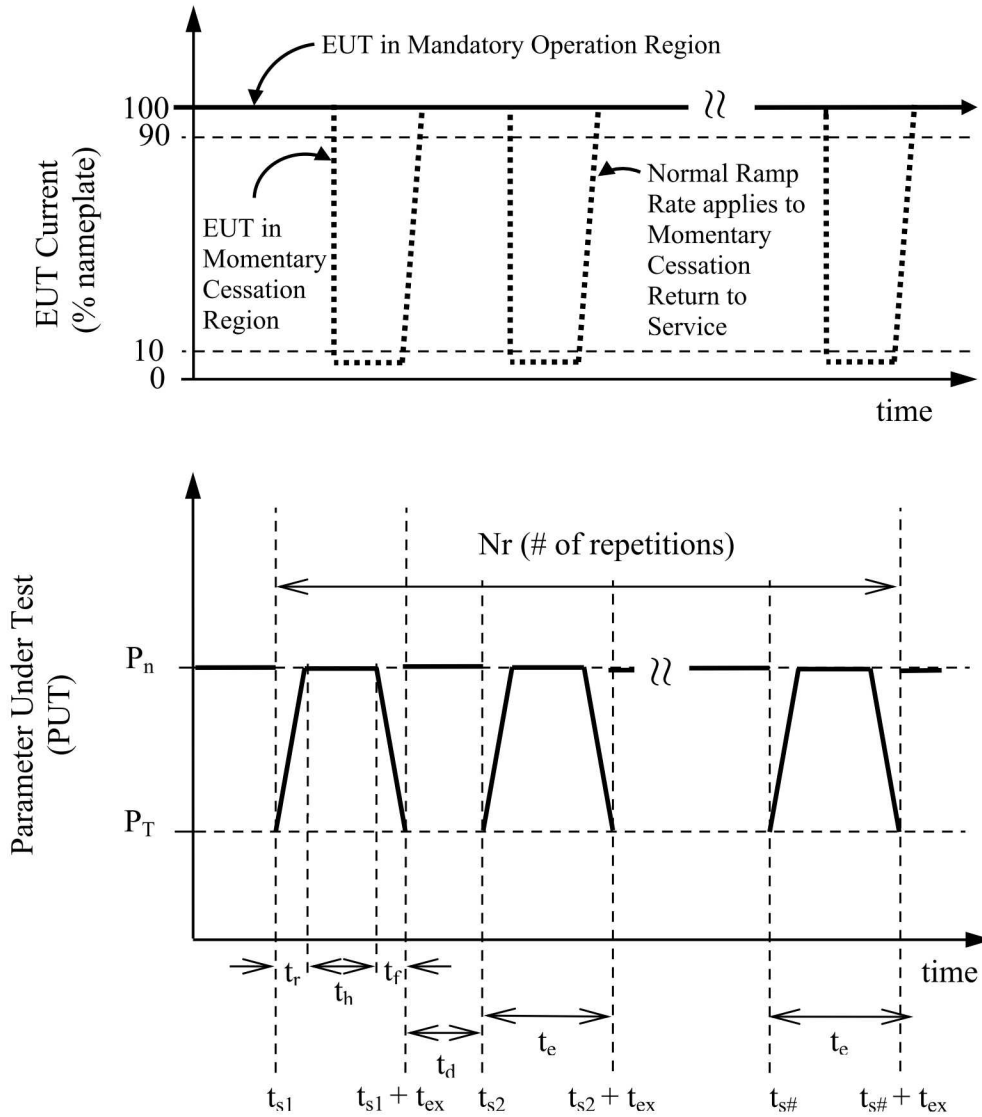 EUT in Mandatory Operation Region
100
90
EUT Current
(% nameplate)
EUT in
Momentary
Cessation
Region
Normal Ramp
Rate applies to
Momentary
Cessation
Return to
Service
10
0
time
Nr (# of repetitions)
Parameter Under Test
(PUT)
Pn
PT
time
tr
th
tf
td
te
te
ts1
ts1 + tex
ts2
ts2 + tex
ts#
ts# + tex